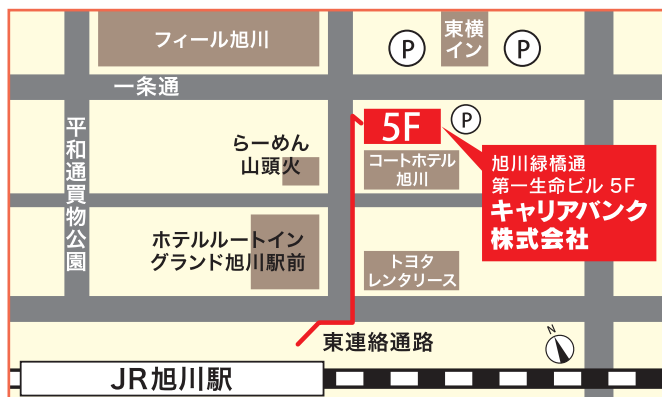 フィール旭川
P
東横
イン
P
一条通
平和通買物公園
らーめん
山頭火
5F
P
コートホテル
旭川
旭川緑橋通
第一生命ビル 5F
キャリアバンク
株式会社
ホテルルートイン
グランド旭川駅前
トヨタ
レンタリース
東連絡通路
N
JR旭川駅